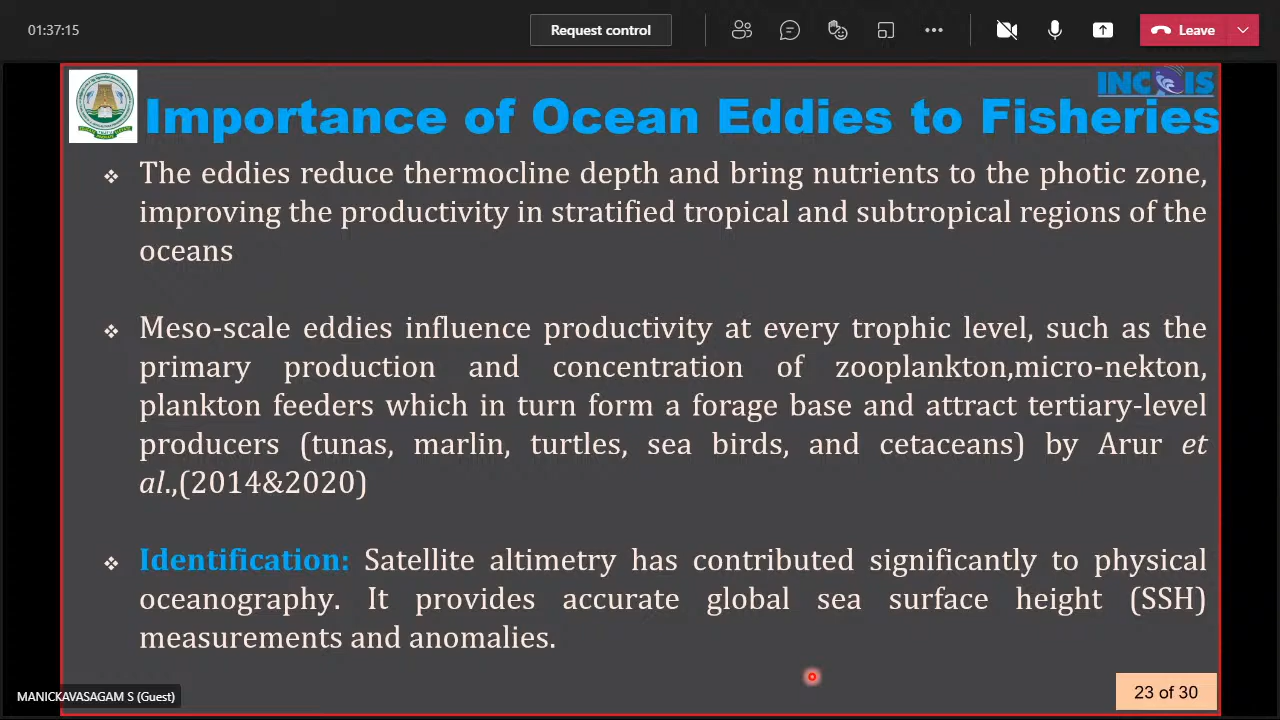 01:37:15
Request control
Leave
INCOIS
Importance of Ocean Eddies to Fisheries
The eddies reduce thermocline depth and bring nutrients to the photic zone,
improving the productivity in stratified tropical and subtropical regions of the
oceans
Meso-scale eddies influence productivity at every trophic level, such as the
primary production and concentration of zooplankton,micro-nekton,
plankton feeders which in turn form a forage base and attract tertiary-level
producers (tunas, marlin, turtles, sea birds, and cetaceans) by Arur et
al.,(2014&2020)
Identification: Satellite altimetry has contributed significantly to physical
oceanography. It provides accurate global sea surface height (SSH)
measurements and anomalies.
MANICKAVASAGAM S (Guest)
23 of 30